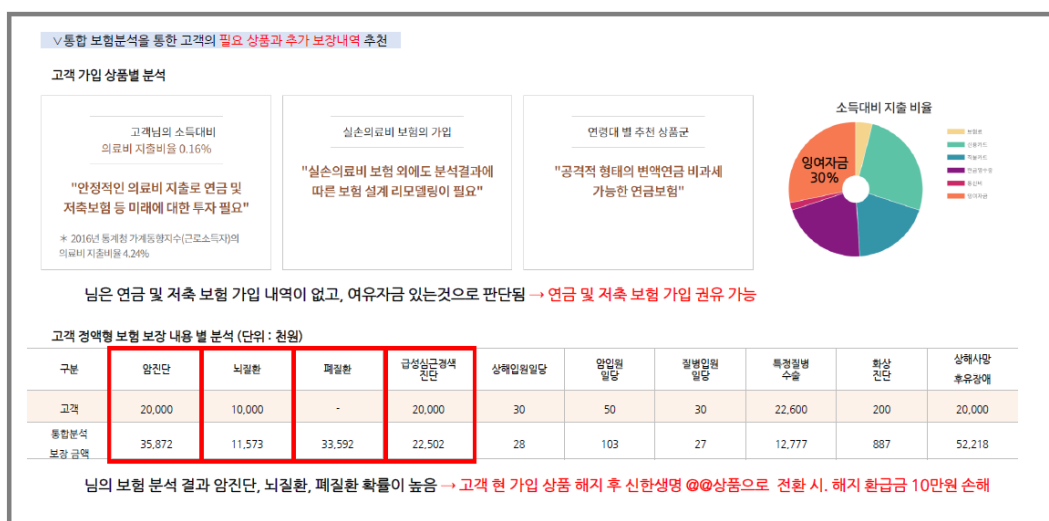 ∨통합 보험분석을 통한 고객의 필요 상품과 추가 보장내역 추천
고객 가입 상품별 분석
고객님의 소득대비
의료비 지출비율 0.16%
"안정적인 의료비 지출로 연금 및
저축보험 등 미래에 대한 투자 필요"
* 2016년 통계청 가계동향지수(근로소득자)의
의료비 지출비율 4.24%
실손의료비 보험의 가입
"실손의료비 보험 외에도 분석결과에
따른 보험 설계 리모델링이 필요"
연령대 별 추천 상품군
"공격적 형태의 변액연금 비과세
가능한 연금보험"
소득대비 지출 비율
잉여자금
30%
보험료
신용카드
잉여자금
님은 연금 및 저축 보험 가입 내역이 없고, 여유자금 있는것으로 판단됨 → 연금 및 저축 보험 가입 권유 가능
고객 정액형 보험 보장 내용 별 분석 (단위 : 천원)
구분 암진단 뇌질환 폐질환 급성심근경색 진단 상해입원일당 암입원 일당 질병입원 일당 특정질병 수술 화상 진단 상해사망 후유장애
고객 20,000 10,000 - 20,000 30 50 30 22,600 200 20,000
통합분석 보장 금액 35,872 11,573 33,592 22,502 28 103 27 12,777 887 52,218
님의 보험 분석 결과 암진단, 뇌질환, 폐질환 확률이 높음 → 고객 현 가입 상품 해지 후 신한생명 @@상품으로 전환 시. 해지 환급금 10만원 손해